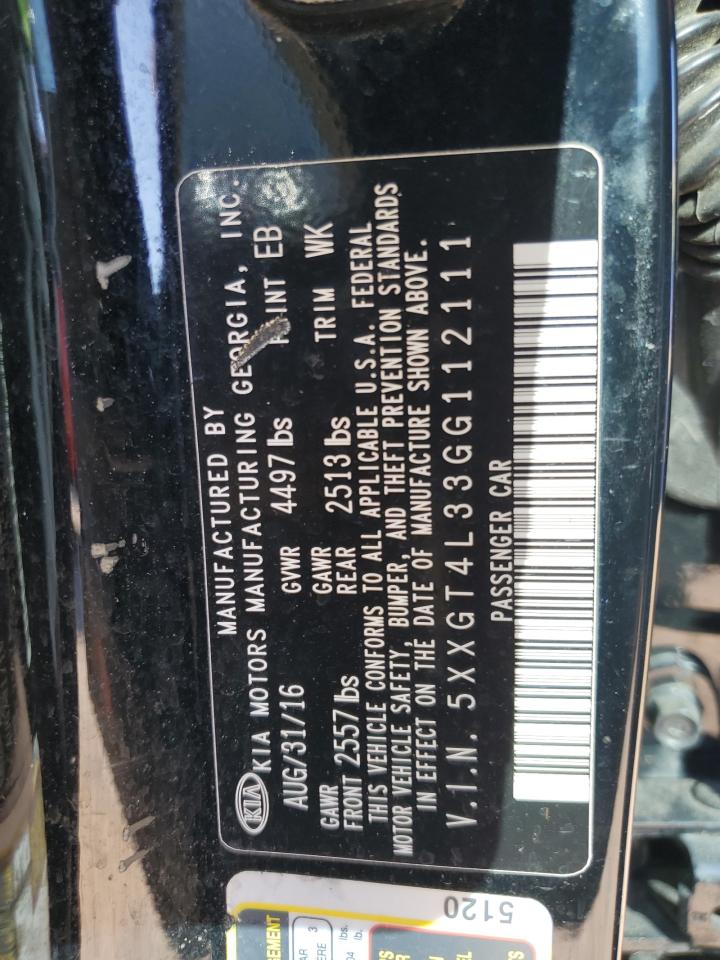 KIA
MANUFACTURED BY
KIA MOTORS MANUFACTURING GEORGIA, INC.
AUG/31/16 GVWR 4497 lbs PAINT EB
GAWR FRONT 2557 lbs GAWR REAR 2513 lbs TRIM WK
THIS VEHICLE CONFORMS TO ALL APPLICABLE U.S.A. FEDERAL
MOTOR VEHICLE SAFETY, BUMPER, AND THEFT PREVENTION STANDARDS
IN EFFECT ON THE DATE OF MANUFACTURE SHOWN ABOVE.
V.I.N. 5XXGT4L33GG112111
PASSENGER CAR
5120